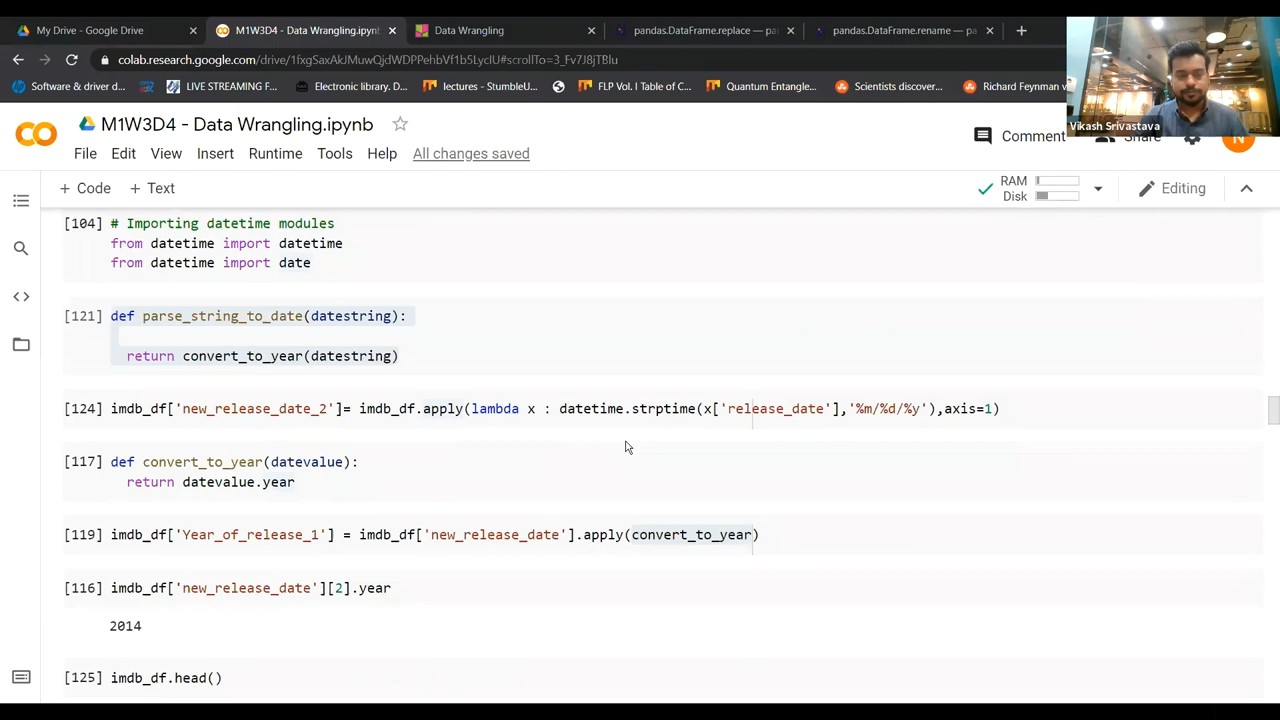 My Drive - Google Drive
M1W3D4 - Data Wrangling.ipynb
Data Wrangling
pandas.DataFrame.replace — pa
pandas.DataFrame.rename — pa
colab.research.google.com/drive/1fxgSaxAkJMuwQjdWDPPehbVf1b5LycIU#scrollTo=3_Fv7J8jTBlu
Software & driver d...
LIVE STREAMING F...
Electronic library. D...
lectures - StumbleU...
FLP Vol. I Table of C...
Quantum Entangle...
Scientists discover...
Richard Feynman v
Vikash Srivastava
M1W3D4 - Data Wrangling.ipynb
Comment
Share
N
File Edit View Insert Runtime Tools Help All changes saved
+ Code + Text
RAM
Disk
Editing
[104] # Importing datetime modules
from datetime import datetime
from datetime import date
[121] def parse_string_to_date(datestring):
return convert_to_year(datestring)
[124] imdb_df['new_release_date_2']= imdb_df.apply(lambda x : datetime.strptime(x['release_date'],'%m/%d/%y'),axis=1)
[117] def convert_to_year(datevalue):
return datevalue.year
[119] imdb_df['Year_of_release_1'] = imdb_df['new_release_date'].apply(convert_to_year)
[116] imdb_df['new_release_date'][2].year
2014
[125] imdb_df.head()